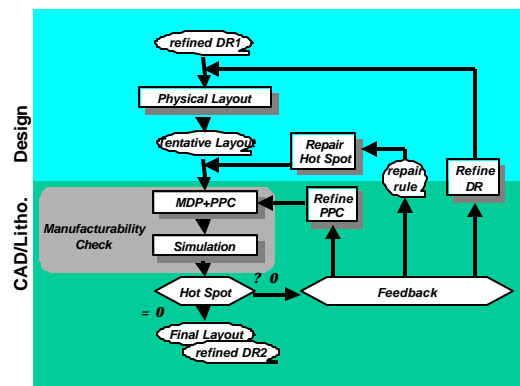 refined DR1
Physical Layout
Tentative Layout
Repair
Hot Spot
repair
rule
Refine
DR
Design
MDP+PPC
Refine
PPC
Manufacturability
Check
Simulation
Hot Spot
? 0
Feedback
= 0
Final Layout
refined DR2
CAD/Litho.